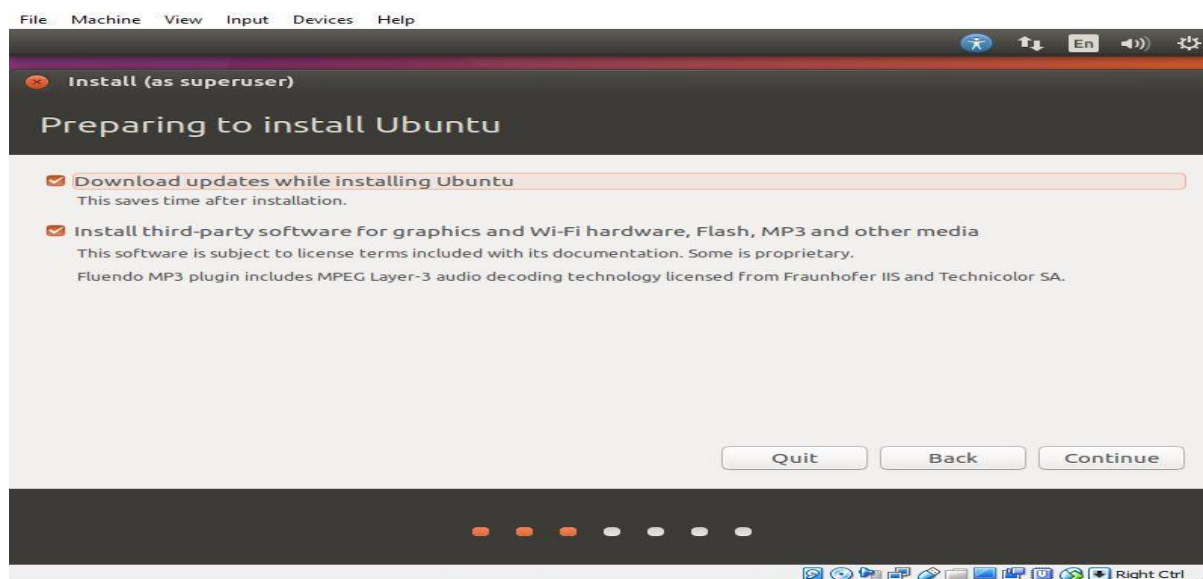 File Machine View Input Devices Help
En
Install (as superuser)
Preparing to install Ubuntu
Download updates while installing Ubuntu
This saves time after installation.
Install third-party software for graphics and Wi-Fi hardware, Flash, MP3 and other media
This software is subject to license terms included with its documentation. Some is proprietary.
Fluendo MP3 plugin includes MPEG Layer-3 audio decoding technology licensed from Fraunhofer IIS and Technicolor SA.
Quit Back Continue
Right Ctrl